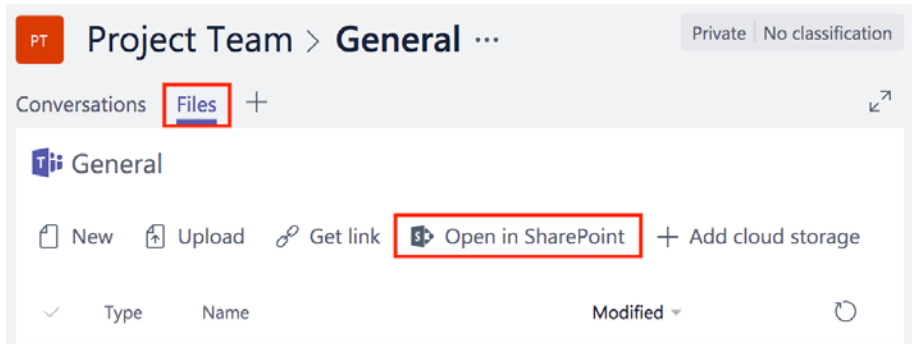 PT Project Team > General ...
Private | No classification
Conversations Files +
General
New Upload Get link Open in SharePoint + Add cloud storage
Type Name Modified